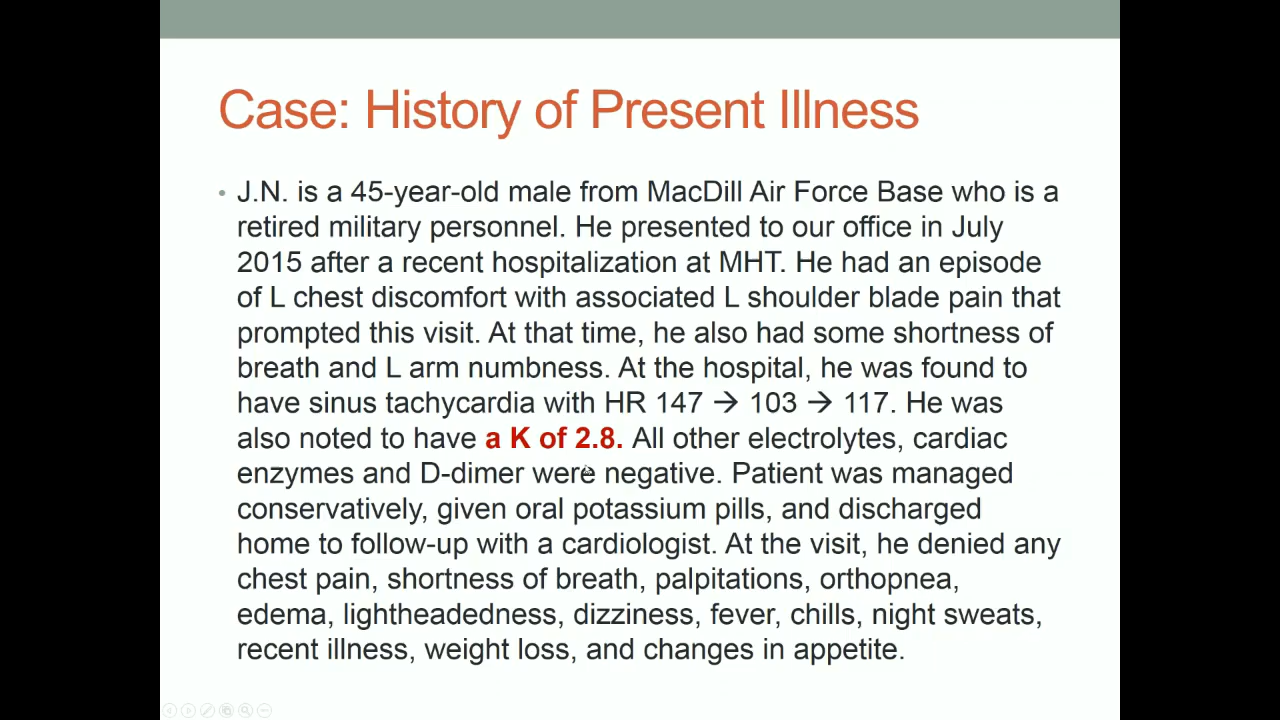 Case: History of Present Illness
• J.N. is a 45-year-old male from MacDill Air Force Base who is a
retired military personnel. He presented to our office in July
2015 after a recent hospitalization at MHT. He had an episode
of L chest discomfort with associated L shoulder blade pain that
prompted this visit. At that time, he also had some shortness of
breath and L arm numbness. At the hospital, he was found to
have sinus tachycardia with HR 147 → 103 → 117. He was
also noted to have a K of 2.8. All other electrolytes, cardiac
enzymes and D-dimer were negative. Patient was managed
conservatively, given oral potassium pills, and discharged
home to follow-up with a cardiologist. At the visit, he denied any
chest pain, shortness of breath, palpitations, orthopnea,
edema, lightheadedness, dizziness, fever, chills, night sweats,
recent illness, weight loss, and changes in appetite.